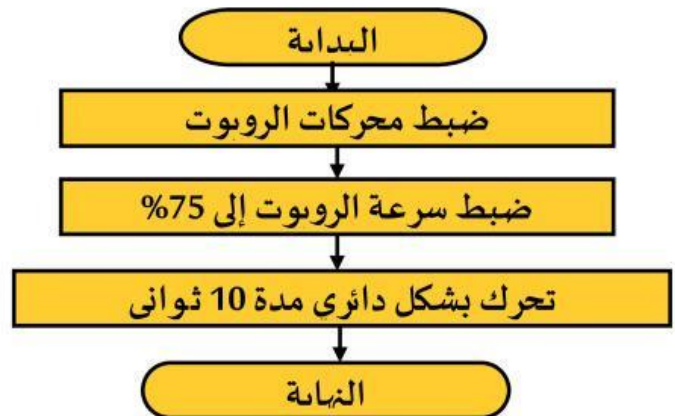 البداية
ضبط محركات الروبوت
ضبط سرعة الروبوت إلى 75%
تحرك بشكل دائري مدة 10 ثواني
النهاية